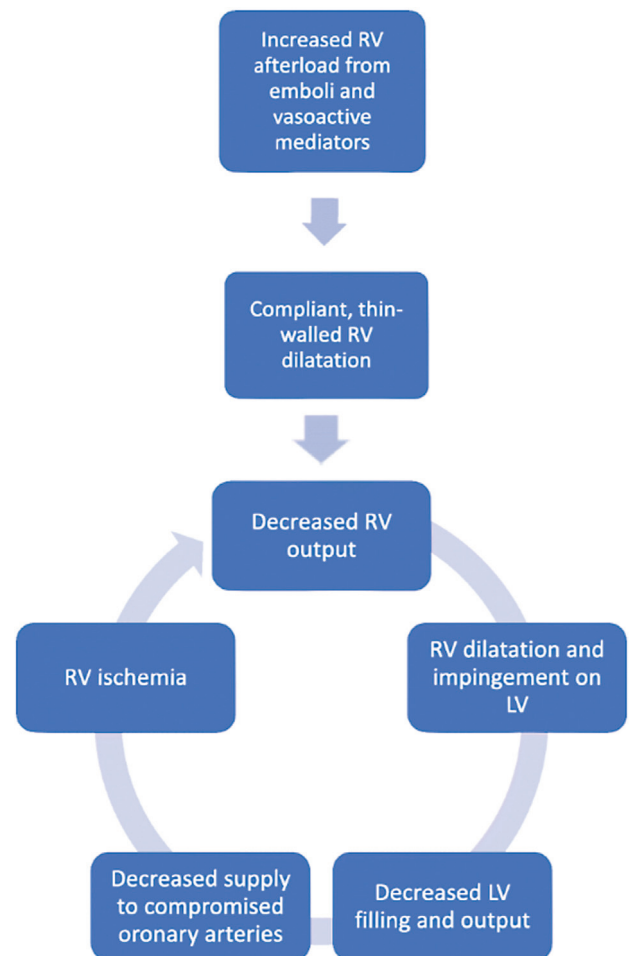 Increased RV
afterload from
emboli and
vasoactive
mediators
Compliant, thin-
walled RV
dilatation
Decreased RV
output
RV dilatation and
impingement on
LV
Decreased LV
filling and output
Decreased supply
to compromised
oronary arteries
RV ischemia